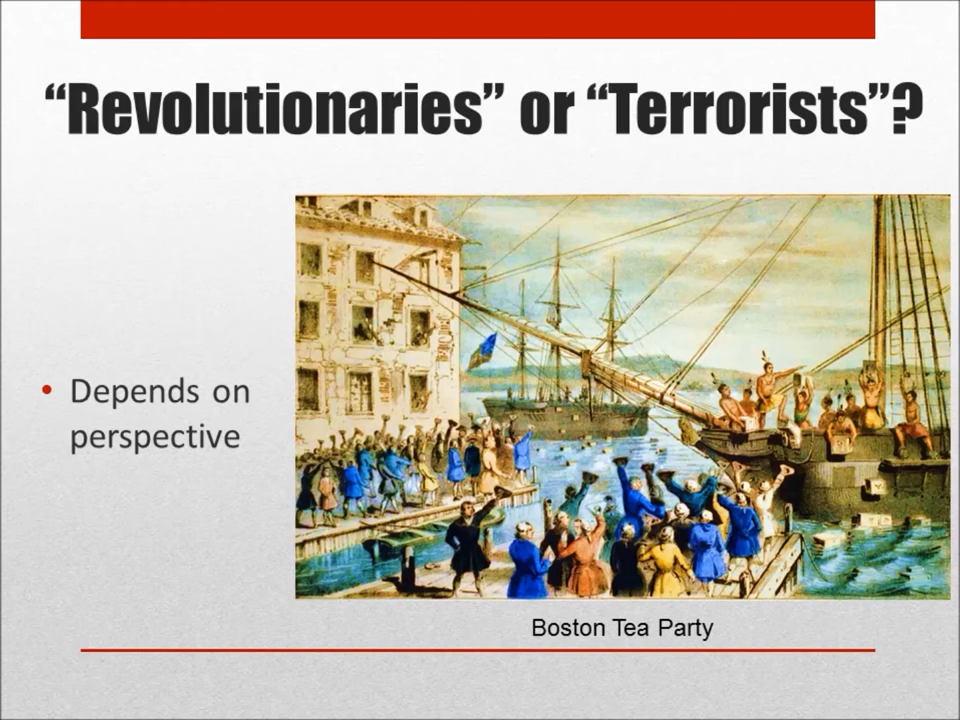 “Revolutionaries” or “Terrorists”?
• Depends on
perspective
Boston Tea Party